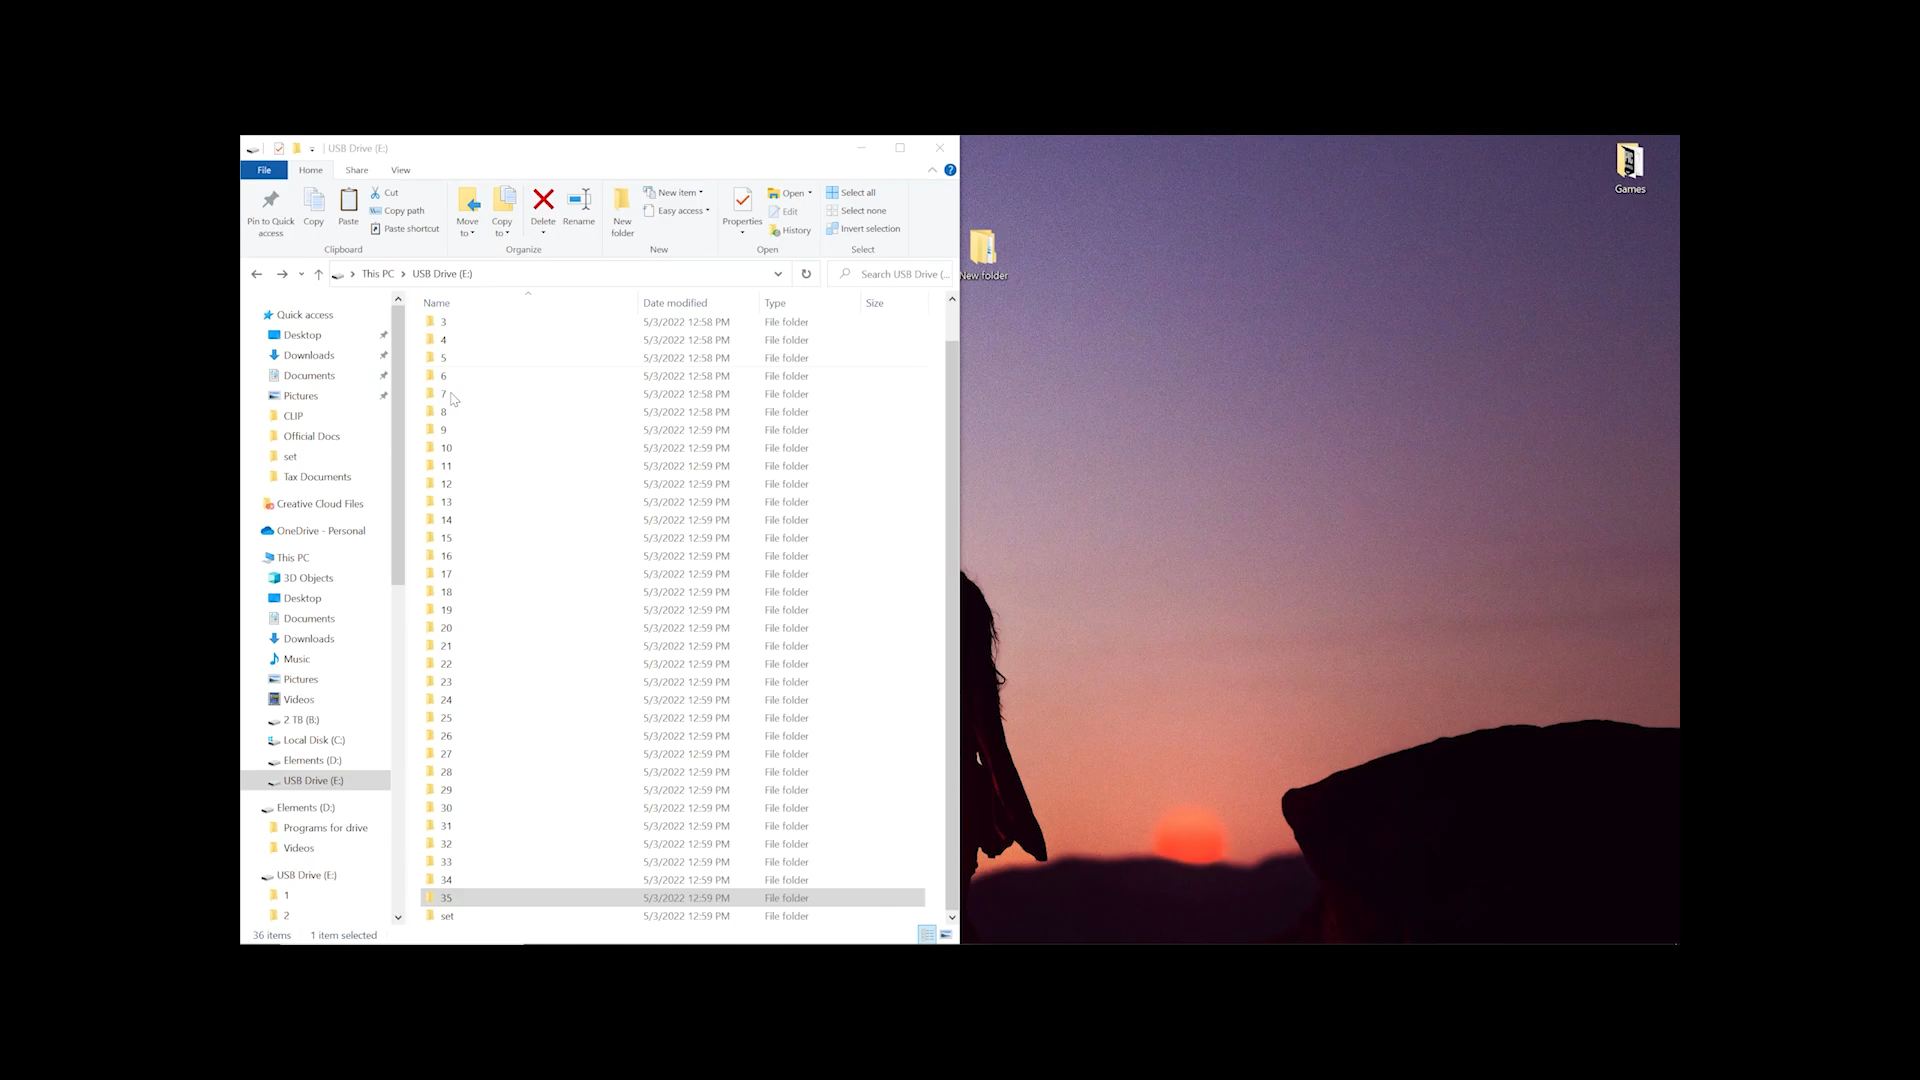 USB Drive (E:)
File Home Share View
Pin to Quick access
Copy
Paste
Cut
Copy path
Paste shortcut
Clipboard
Move to
Copy to
Delete
Rename
Organize
New folder
New item
Easy access
New
Properties
Open
Edit
History
Open
Select all
Select none
Invert selection
Select
This PC > USB Drive (E:)
Search USB Drive (...
Quick access
Desktop
Downloads
Documents
Pictures
CLIP
Official Docs
set
Tax Documents
Creative Cloud Files
OneDrive - Personal
This PC
3D Objects
Desktop
Documents
Downloads
Music
Pictures
Videos
2 TB (B:)
Local Disk (C:)
Elements (D:)
USB Drive (E:)
Elements (D:)
Programs for drive
Videos
USB Drive (E:)
1
2
Name Date modified Type Size
3 5/3/2022 12:58 PM File folder
4 5/3/2022 12:58 PM File folder
5 5/3/2022 12:58 PM File folder
6 5/3/2022 12:58 PM File folder
7 5/3/2022 12:58 PM File folder
8 5/3/2022 12:58 PM File folder
9 5/3/2022 12:59 PM File folder
10 5/3/2022 12:59 PM File folder
11 5/3/2022 12:59 PM File folder
12 5/3/2022 12:59 PM File folder
13 5/3/2022 12:59 PM File folder
14 5/3/2022 12:59 PM File folder
15 5/3/2022 12:59 PM File folder
16 5/3/2022 12:59 PM File folder
17 5/3/2022 12:59 PM File folder
18 5/3/2022 12:59 PM File folder
19 5/3/2022 12:59 PM File folder
20 5/3/2022 12:59 PM File folder
21 5/3/2022 12:59 PM File folder
22 5/3/2022 12:59 PM File folder
23 5/3/2022 12:59 PM File folder
24 5/3/2022 12:59 PM File folder
25 5/3/2022 12:59 PM File folder
26 5/3/2022 12:59 PM File folder
27 5/3/2022 12:59 PM File folder
28 5/3/2022 12:59 PM File folder
29 5/3/2022 12:59 PM File folder
30 5/3/2022 12:59 PM File folder
31 5/3/2022 12:59 PM File folder
32 5/3/2022 12:59 PM File folder
33 5/3/2022 12:59 PM File folder
34 5/3/2022 12:59 PM File folder
35 5/3/2022 12:59 PM File folder
set 5/3/2022 12:59 PM File folder
36 items 1 item selected
New folder
EPIC
Games